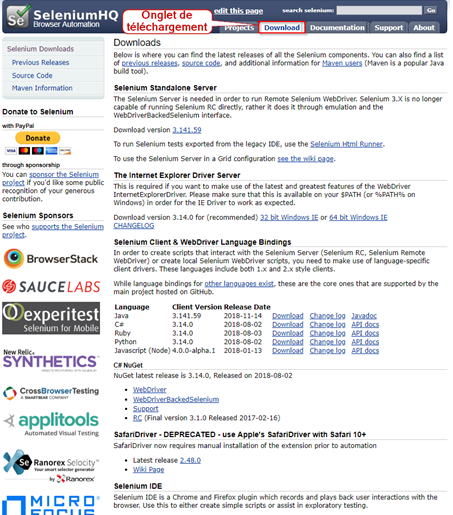 Onglet de
téléchargement
SeleniumHQ
Browser Automation
edit this page
search selenium:
Projects Download Documentation Support About
Selenium Downloads
Previous Releases
Source Code
Maven Information
Donate to Selenium
with PayPal
Donate
through sponsorship
You can sponsor the Selenium
project if you'd like some public
recognition of your generous
contribution.
Selenium Sponsors
See who supports the Selenium
project.
BrowserStack
SAUCELABS
experitest
Selenium for Mobile
New Relic
SYNTHETICS
CrossBrowserTesting
A SMARTBEAR COMPANY
applitools
Automated Visual Testing
Ranorex Selocity
Your smart selector generator
by Ranorex
MICRO
FOCUS
Downloads
Below is where you can find the latest releases of all the Selenium components. You can also find a
list of previous releases, source code, and additional information for Maven users (Maven is a popular Java
build tool).
Selenium Standalone Server
The Selenium Server is needed in order to run Remote Selenium WebDriver. Selenium 3.X is no longer
capable of running Selenium RC directly, rather it does it through emulation and the
WebDriverBackedSelenium interface.
Download version 3.141.59
To run Selenium tests exported from the legacy IDE, use the Selenium Html Runner.
To use the Selenium Server in a Grid configuration see the wiki page.
The Internet Explorer Driver Server
This is required if you want to make use of the latest and greatest features of the WebDriver
InternetExplorerDriver. Please make sure that this is available on your $PATH (or %PATH% on
Windows) in order for the IE Driver to work as expected.
Download version 3.14.0 for (recommended) 32 bit Windows IE or 64 bit Windows IE
CHANGELOG
Selenium Client & WebDriver Language Bindings
In order to create scripts that interact with the Selenium Server (Selenium RC, Selenium Remote
WebDriver) or create local Selenium WebDriver scripts, you need to make use of language-specific
client drivers. These languages include both 1.x and 2.x style clients.
While language bindings for other languages exist, these are the core ones that are supported by the
main project hosted on GitHub.
Language Client Version Release Date
Java 3.141.59 2018-11-14 Download Change log Javadoc
C# 3.14.0 2018-08-02 Download Change log API docs
Ruby 3.14.0 2018-08-03 Download Change log API docs
Python 3.14.0 2018-08-02 Download Change log API docs
Javascript (Node) 4.0.0-alpha.1 2018-01-13 Download Change log API docs
C# NuGet
NuGet latest release is 3.14.0, Released on 2018-08-02
WebDriver
WebDriverBackedSelenium
Support
RC (Final version 3.1.0 Released 2017-02-16)
SafariDriver - DEPRECATED - use Apple's SafariDriver with Safari 10+
SafariDriver now requires manual installation of the extension prior to automation
Latest release 2.48.0
Wiki Page
Selenium IDE
Selenium IDE is a Chrome and Firefox plugin which records and plays back user interactions with the
browser. Use this to either create simple scripts or assist in exploratory testing.